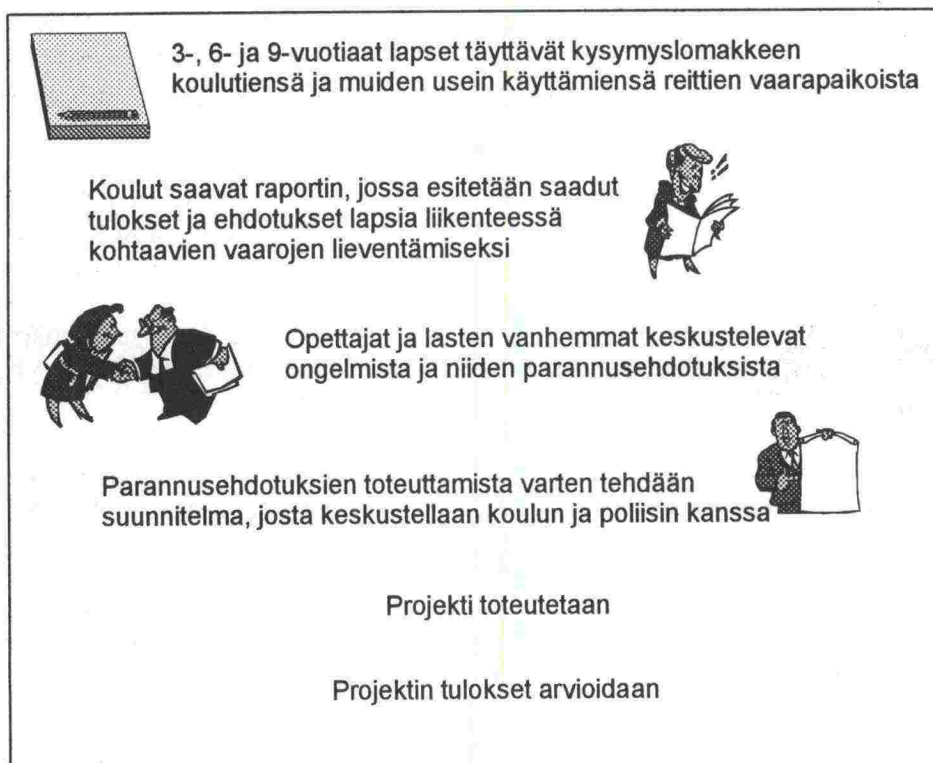 3-, 6- ja 9-vuotiaat lapset täyttävät kysymyslomakkeen
koulutiensä ja muiden usein käyttämiensä reittien vaarapaikoista
Koulut saavat raportin, jossa esitetään saadut
tulokset ja ehdotukset lapsia liikenteessä
kohtaavien vaarojen lieventämiseksi
Opettajat ja lasten vanhemmat keskustelevat
ongelmista ja niiden parannusehdotuksista
Parannusehdotuksien toteuttamista varten tehdään
suunnitelma, josta keskustellaan koulun ja poliisin kanssa
Projekti toteutetaan
Projektin tulokset arvioidaan